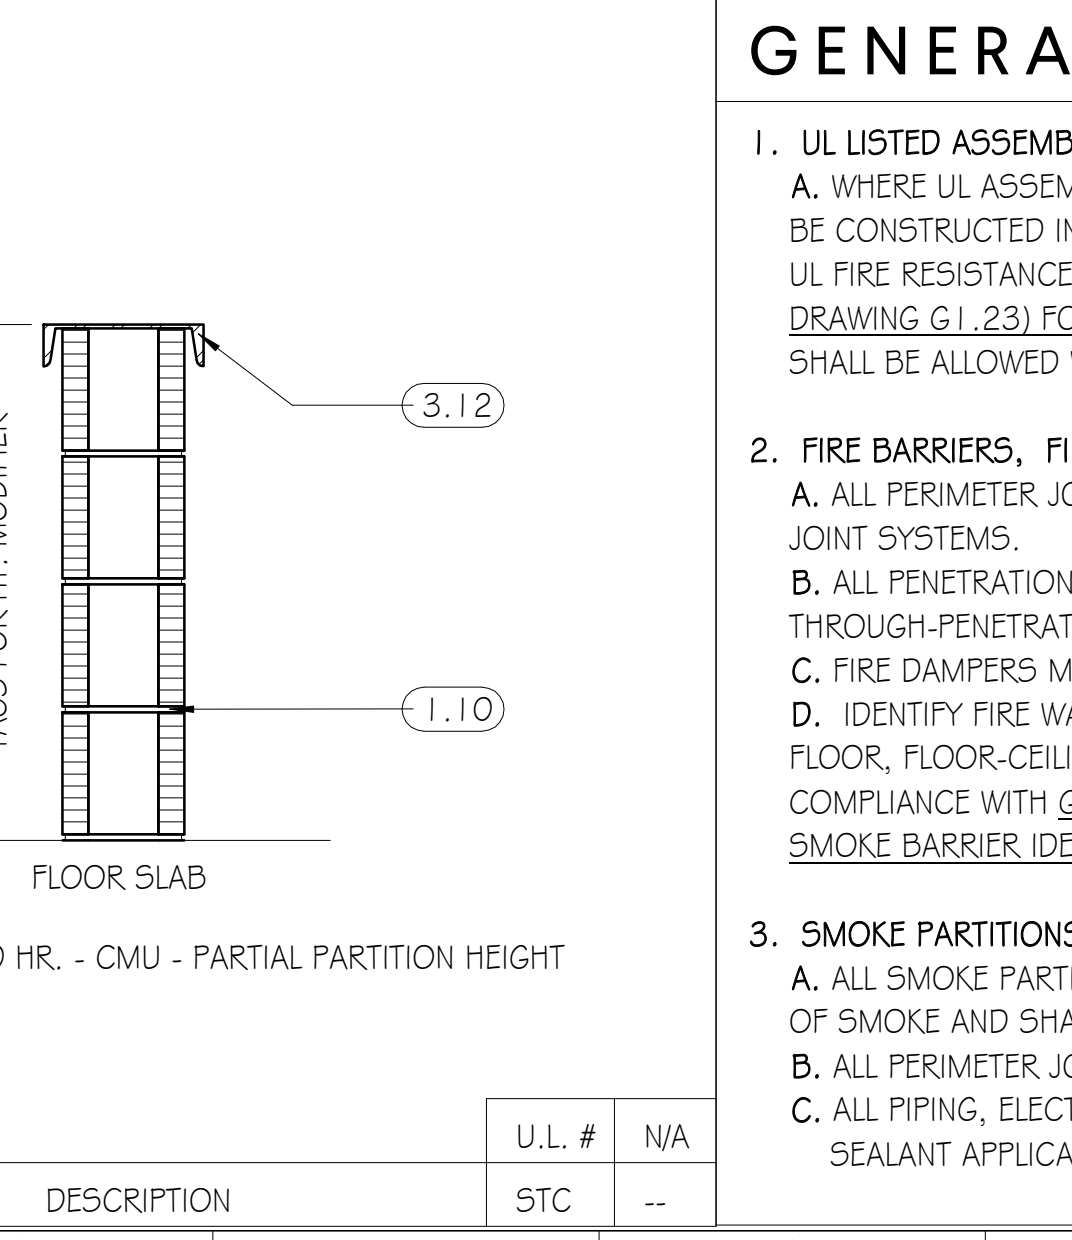 3.12
1.10
FOR HT. MODIFIER
FLOOR SLAB
HR. - CMU - PARTIAL PARTITION HEIGHT
U.L. # N/A
DESCRIPTION STC --
GENERA
1. UL LISTED ASSEMB
A. WHERE UL ASSEM
BE CONSTRUCTED IN
UL FIRE RESISTANCE
DRAWING G1.23) FO
SHALL BE ALLOWED
2. FIRE BARRIERS, FI
A. ALL PERIMETER JO
JOINT SYSTEMS.
B. ALL PENETRATION
THROUGH-PENETRAT
C. FIRE DAMPERS M
D. IDENTIFY FIRE WA
FLOOR, FLOOR-CEILI
COMPLIANCE WITH G
SMOKE BARRIER IDE
3. SMOKE PARTITIONS
A. ALL SMOKE PARTI
OF SMOKE AND SHA
B. ALL PERIMETER JO
C. ALL PIPING, ELECT
SEALANT APPLICA